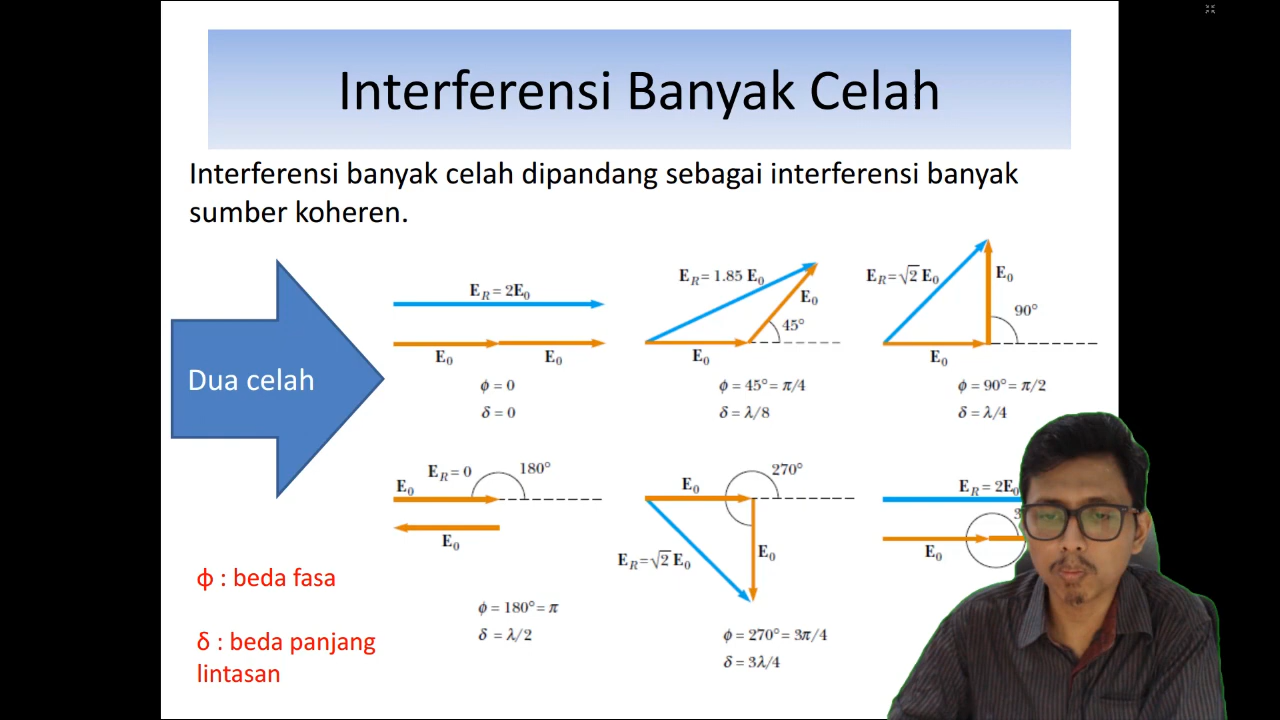 Interferensi Banyak Celah
Interferensi banyak celah dipandang sebagai interferensi banyak
sumber koheren.
Dua celah
E_R = 2E_0
E_0 E_0
ϕ = 0
δ = 0
E_R = 1.85 E_0
E_0
45°
E_0
ϕ = 45° = π/4
δ = λ/8
E_R = √2 E_0
E_0
90°
E_0
ϕ = 90° = π/2
δ = λ/4
E_R = 0
180°
E_0
E_0
ϕ = 180° = π
δ = λ/2
270°
E_0
E_0
E_R = √2 E_0
ϕ = 270° = 3π/4
δ = 3λ/4
E_R = 2E_0
E_0
ϕ : beda fasa
δ : beda panjang
lintasan